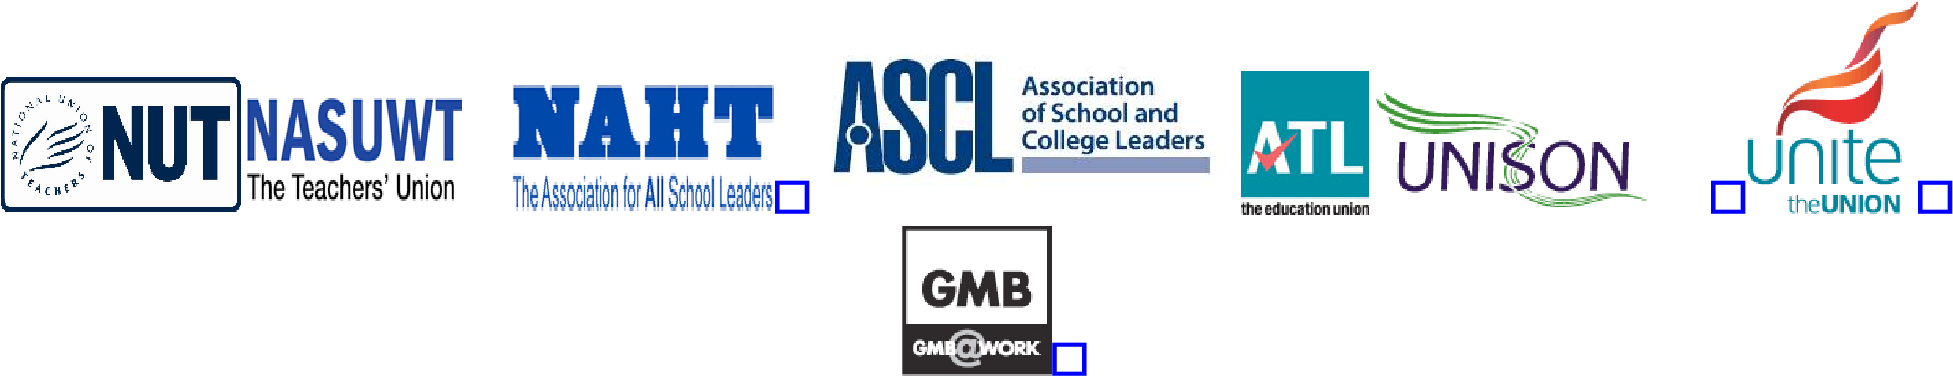 NATIONAL UNION OF TEACHERS
NUT
NASUWT
The Teachers' Union
NAHT
The Association for All School Leaders
ASCL
Association
of School and
College Leaders
ATL
the education union
UNISON
unite
theUNION
GMB
GMB@WORK